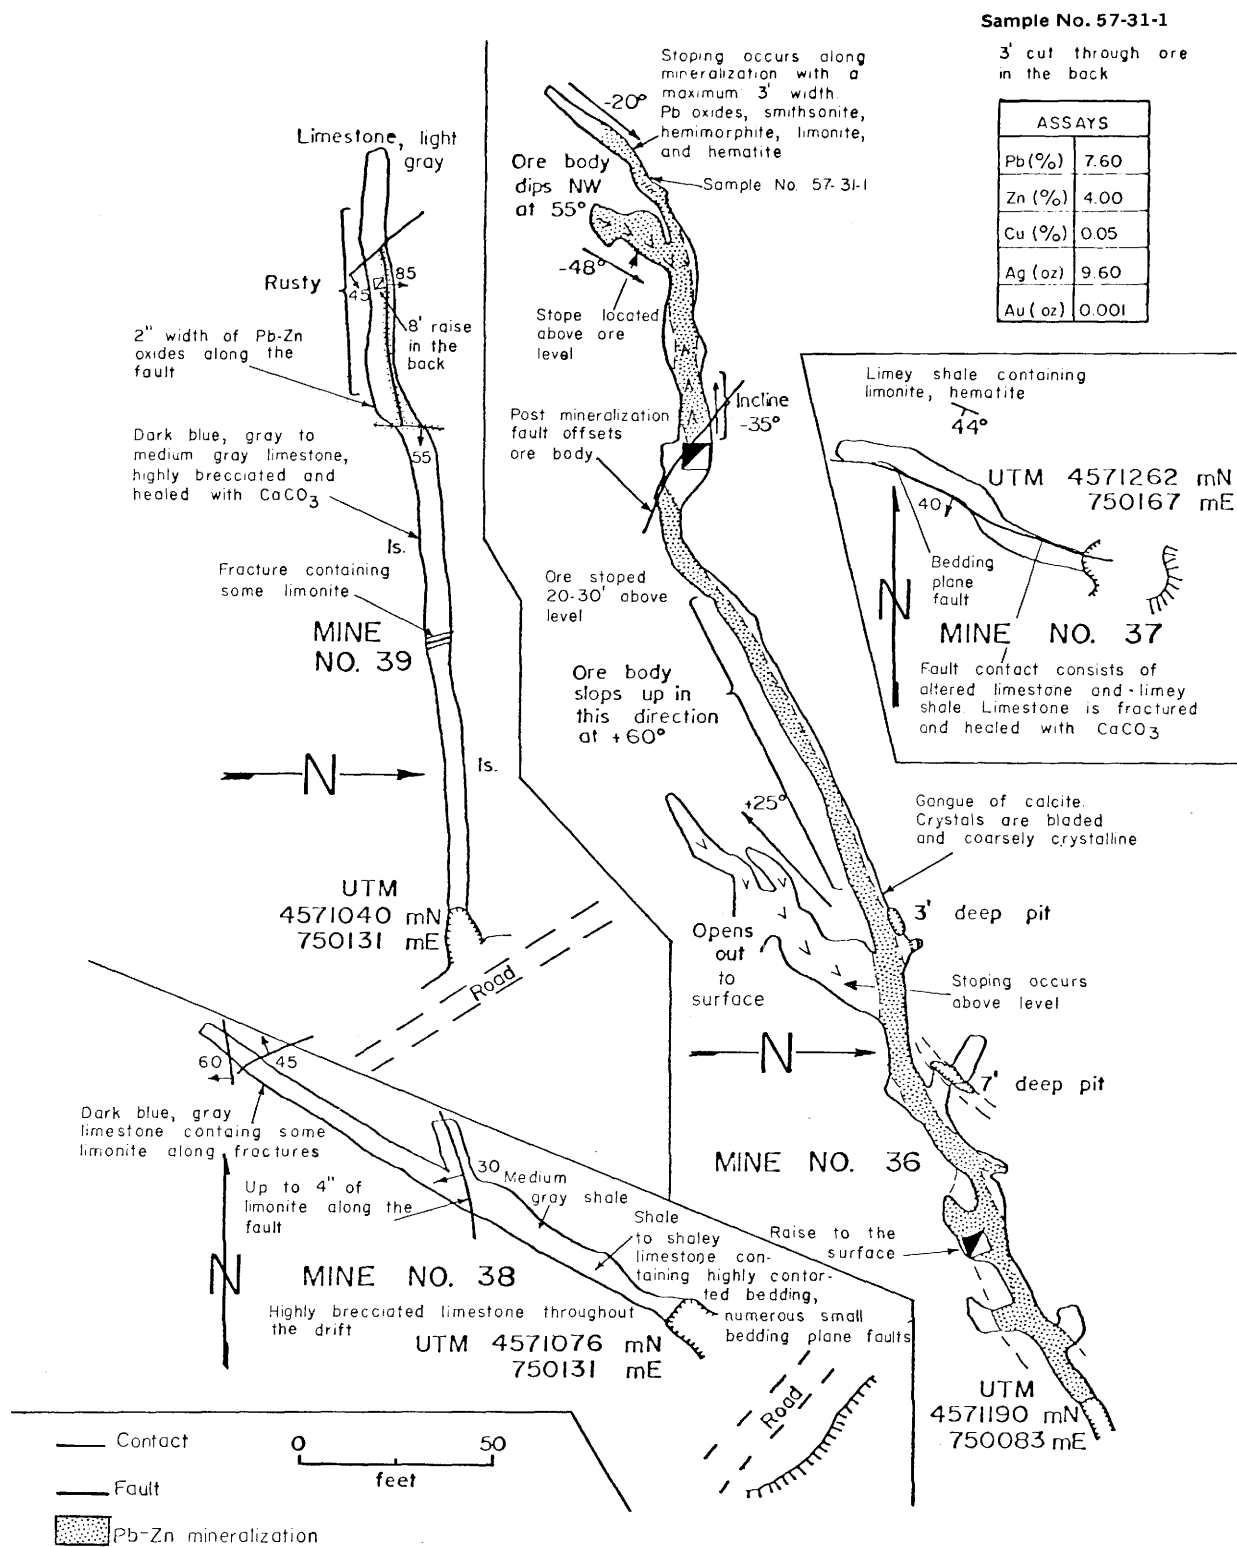 Sample No. 57-31-1
3' cut through ore
in the back
ASSAYS
Pb (%) 7.60
Zn (%) 4.00
Cu (%) 0.05
Ag (oz) 9.60
Au (oz) 0.001
Stoping occurs along
mineralization with a
maximum 3' width.
Pb oxides, smithsonite,
hemimorphite, limonite,
and hematite
-20°
Sample No. 57-31-1
Ore body
dips NW
at 55°
-48°
Stope located
above ore
level
Incline
-35°
Post mineralization
fault offsets
ore body
Ore stoped
20-30' above
level
Ore body
slops up in
this direction
at +60°
+25°
Gangue of calcite.
Crystals are bladed
and coarsely crystalline
3' deep pit
Opens
out
to
surface
Stoping occurs
above level
N
7' deep pit
MINE NO. 36
Raise to the
surface
UTM
4571190 mN
750083 mE
Limestone, light
gray
Rusty
85
45
8' raise
in the
back
2" width of Pb-Zn
oxides along the
fault
55
Dark blue, gray to
medium gray limestone,
highly brecciated and
healed with CaCO3
ls.
Fracture containing
some limonite
MINE
NO. 39
N
ls.
UTM
4571040 mN
750131 mE
Road
Limey shale containing
limonite, hematite
44°
UTM 4571262 mN
750167 mE
40
Bedding
plane
fault
N
MINE NO. 37
Fault contact consists of
altered limestone and limey
shale. Limestone is fractured
and healed with CaCO3
60
45
Dark blue, gray
limestone containg some
limonite along fractures
30
Medium
gray shale
Up to 4" of
limonite along the
fault
Shale
to shaley
limestone con-
taining highly contor-
ted bedding,
numerous small
bedding plane faults
N
MINE NO. 38
Highly brecciated limestone throughout
the drift
UTM 4571076 mN
750131 mE
Road
Contact
Fault
Pb-Zn mineralization
0 50
feet